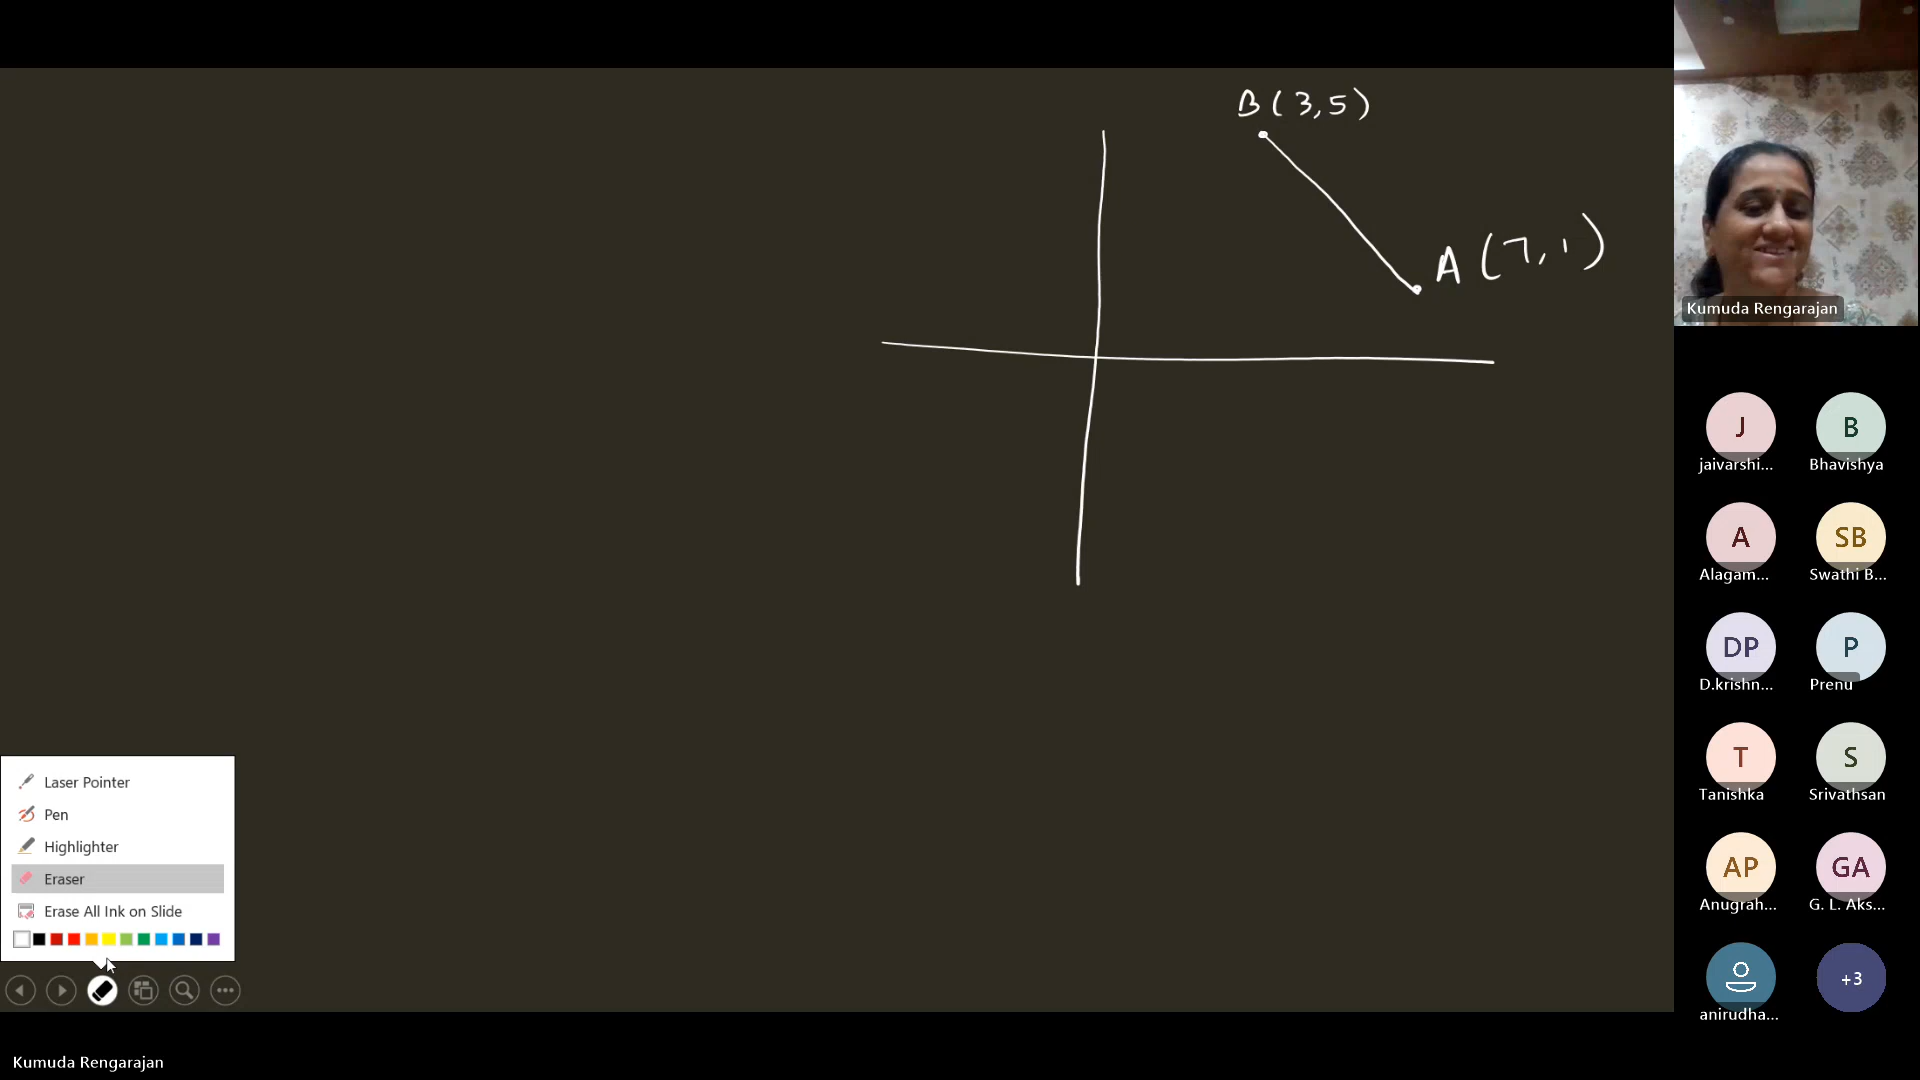 B (3,5)
A (7,1)
Kumuda Rengarajan
J
jaivarshi...
B
Bhavishya
A
Alagam...
SB
Swathi B...
DP
D.krishn...
P
Prenu
T
Tanishka
S
Srivathsan
AP
Anugrah...
GA
G. L. Aks...
anirudha...
+3
Laser Pointer
Pen
Highlighter
Eraser
Erase All Ink on Slide
Kumuda Rengarajan